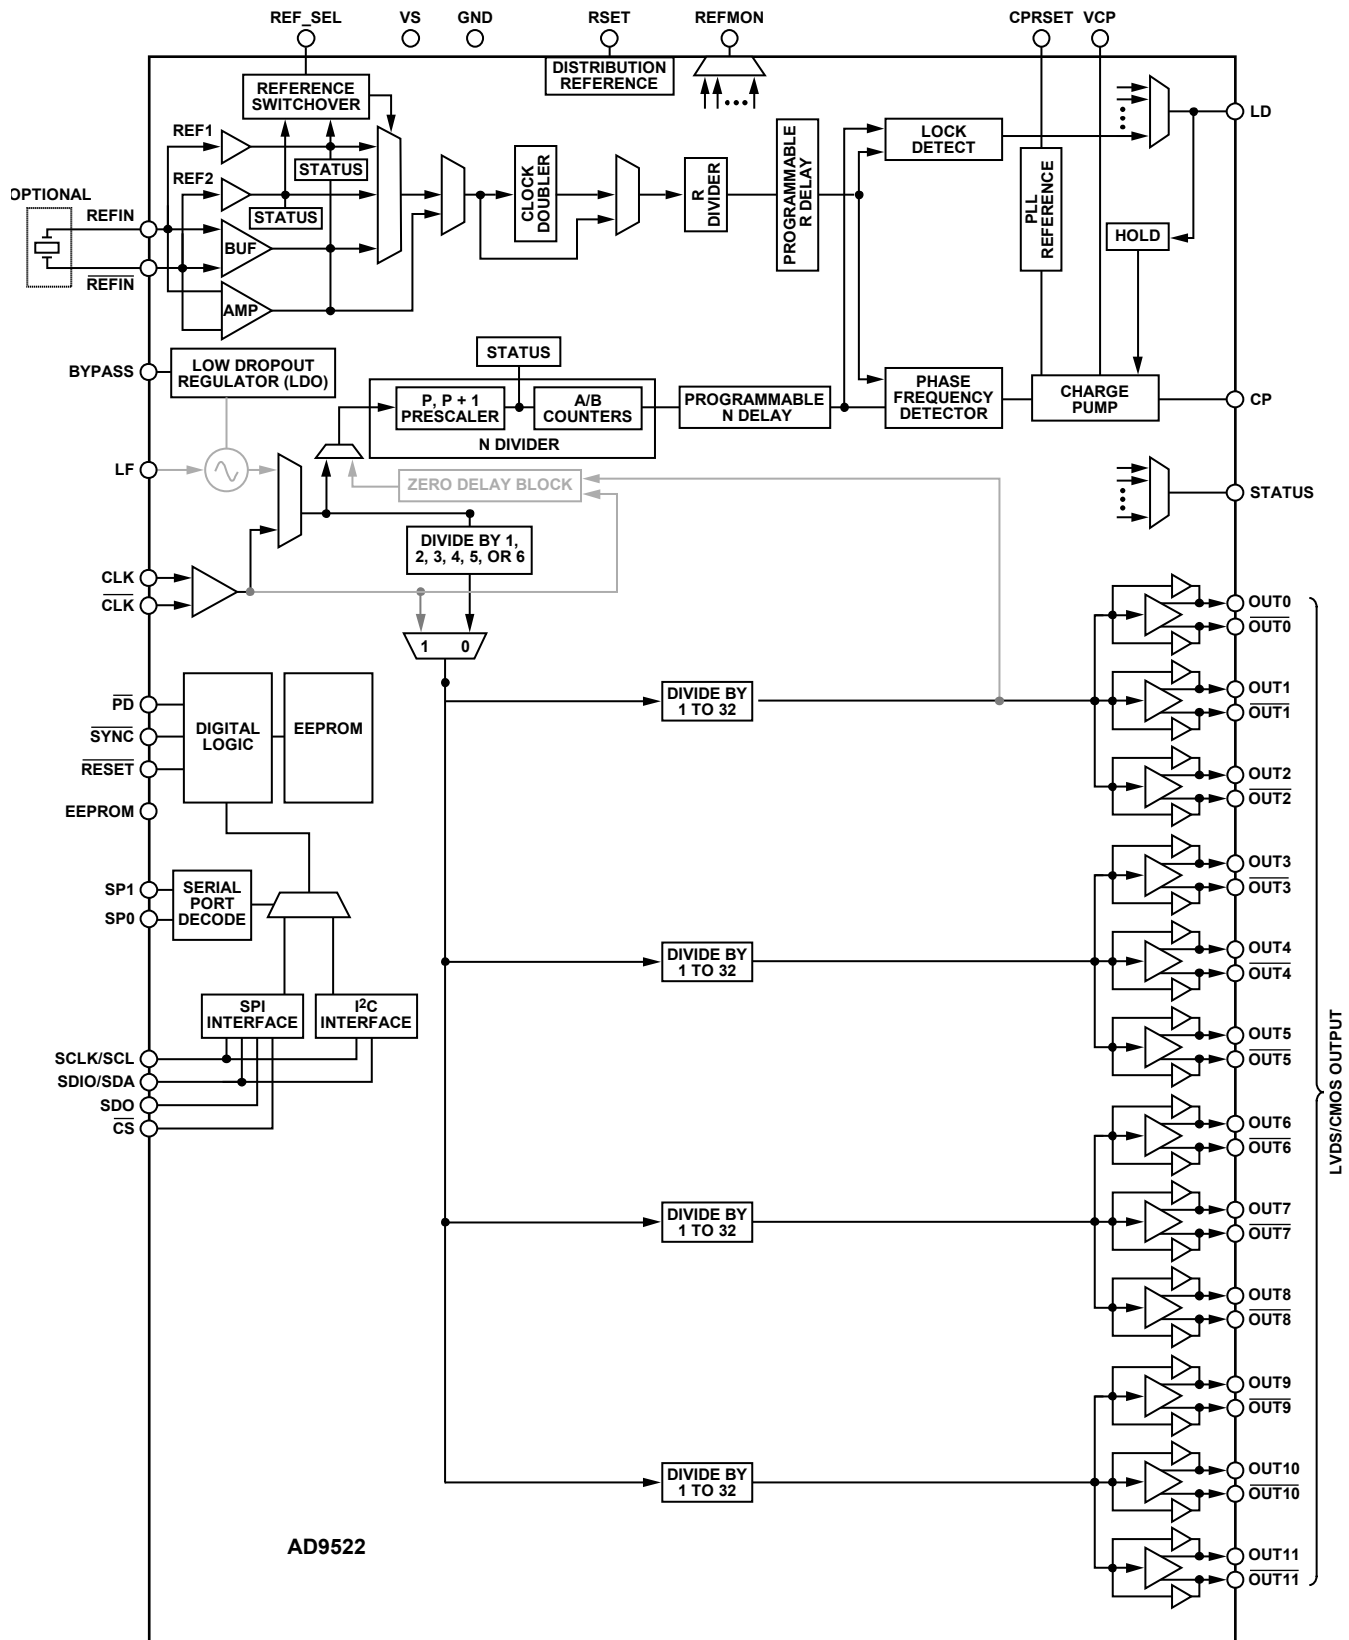 REF_SEL
VS
GND
RSET
REFMON
CPRSET
VCP
DISTRIBUTION
REFERENCE
REFERENCE
SWITCHOVER
REF1
REF2
STATUS
STATUS
OPTIONAL
REFIN
REFIN
BUF
AMP
CLOCK
DOUBLER
R
DIVIDER
PROGRAMMABLE
R DELAY
LOCK
DETECT
LD
PLL
REFERENCE
HOLD
BYPASS
LOW DROPOUT
REGULATOR (LDO)
STATUS
P, P + 1
PRESCALER
A/B
COUNTERS
N DIVIDER
PROGRAMMABLE
N DELAY
PHASE
FREQUENCY
DETECTOR
CHARGE
PUMP
CP
LF
ZERO DELAY BLOCK
STATUS
DIVIDE BY 1,
2, 3, 4, 5, OR 6
CLK
CLK
1 0
OUT0
OUT0
PD
SYNC
RESET
EEPROM
DIGITAL
LOGIC
EEPROM
DIVIDE BY
1 TO 32
OUT1
OUT1
OUT2
OUT2
SP1
SP0
SERIAL
PORT
DECODE
OUT3
OUT3
DIVIDE BY
1 TO 32
OUT4
OUT4
SPI
INTERFACE
I2C
INTERFACE
OUT5
OUT5
SCLK/SCL
SDIO/SDA
SDO
CS
LVDS/CMOS OUTPUT
OUT6
OUT6
DIVIDE BY
1 TO 32
OUT7
OUT7
OUT8
OUT8
OUT9
OUT9
DIVIDE BY
1 TO 32
OUT10
OUT10
AD9522
OUT11
OUT11